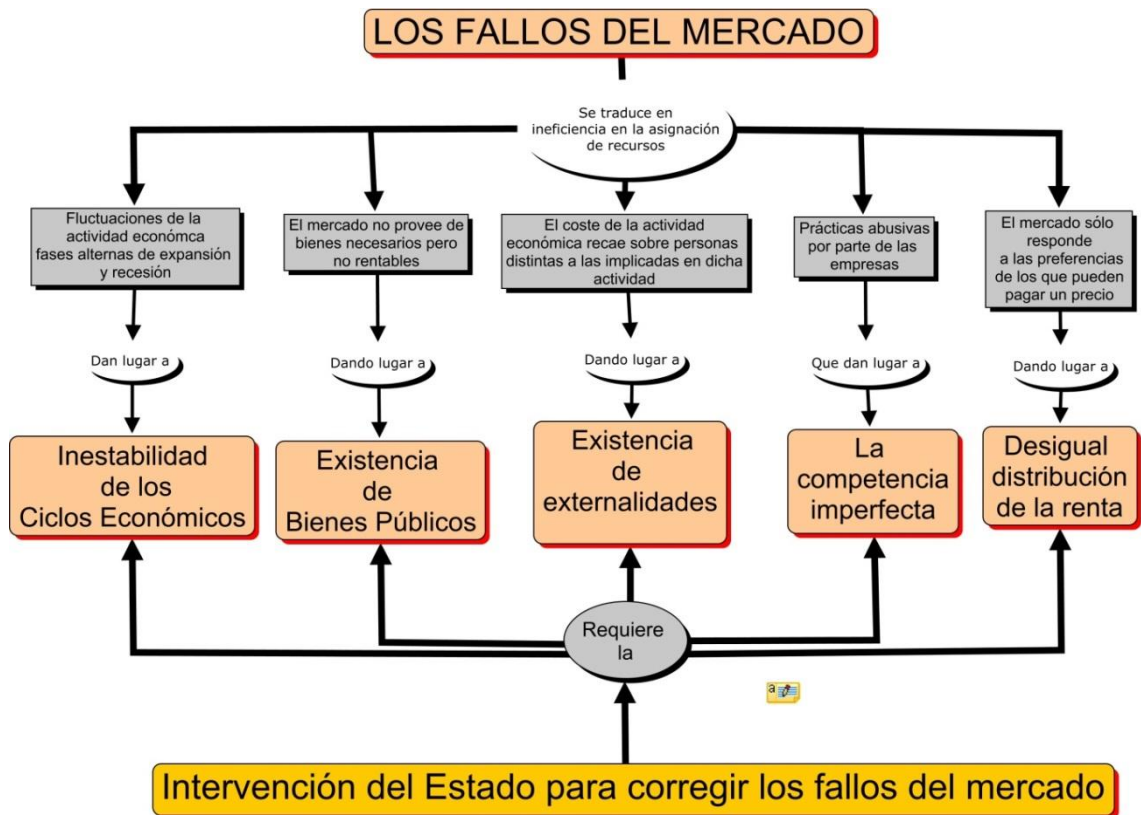 LOS FALLOS DEL MERCADO
Se traduce en
ineficiencia en la asignación
de recursos
Fluctuaciones de la
actividad económca
fases alternas de expansión
y recesión
El mercado no provee de
bienes necesarios pero
no rentables
El coste de la actividad
económica recae sobre personas
distintas a las implicadas en dicha
actividad
Prácticas abusivas
por parte de las
empresas
El mercado sólo
responde
a las preferencias
de los que pueden
pagar un precio
Dan lugar a
Dando lugar a
Dando lugar a
Que dan lugar a
Dando lugar a
Inestabilidad
de los
Ciclos Económicos
Existencia
de
Bienes Públicos
Existencia
de
externalidades
La
competencia
imperfecta
Desigual
distribución
de la renta
Requiere
la
a
Intervención del Estado para corregir los fallos del mercado